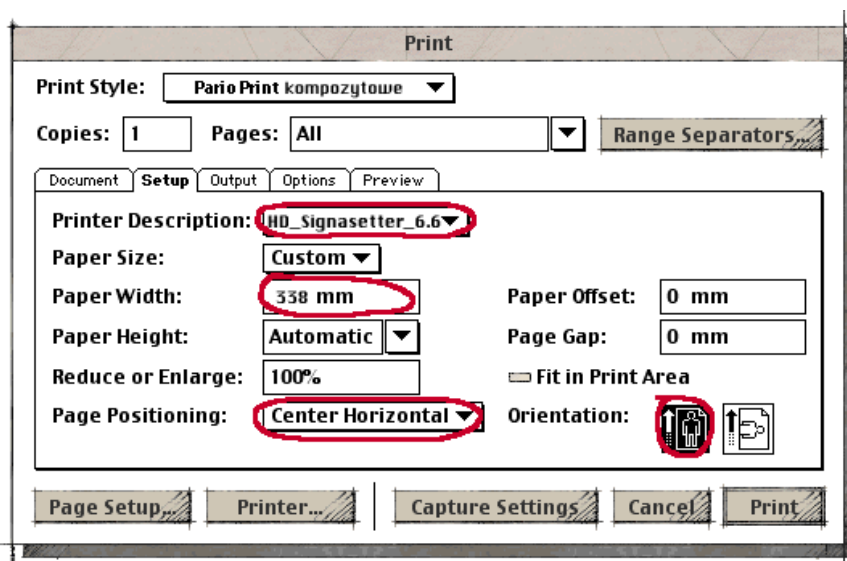 Print
Print Style: Pario Print kompozytowe
Copies: 1 Pages: All Range Separators...
Document Setup Output Options Preview
Printer Description: HD_Signasetter_6.6
Paper Size: Custom
Paper Width: 338 mm Paper Offset: 0 mm
Paper Height: Automatic Page Gap: 0 mm
Reduce or Enlarge: 100% Fit in Print Area
Page Positioning: Center Horizontal Orientation:
Page Setup... Printer... Capture Settings Cancel Print